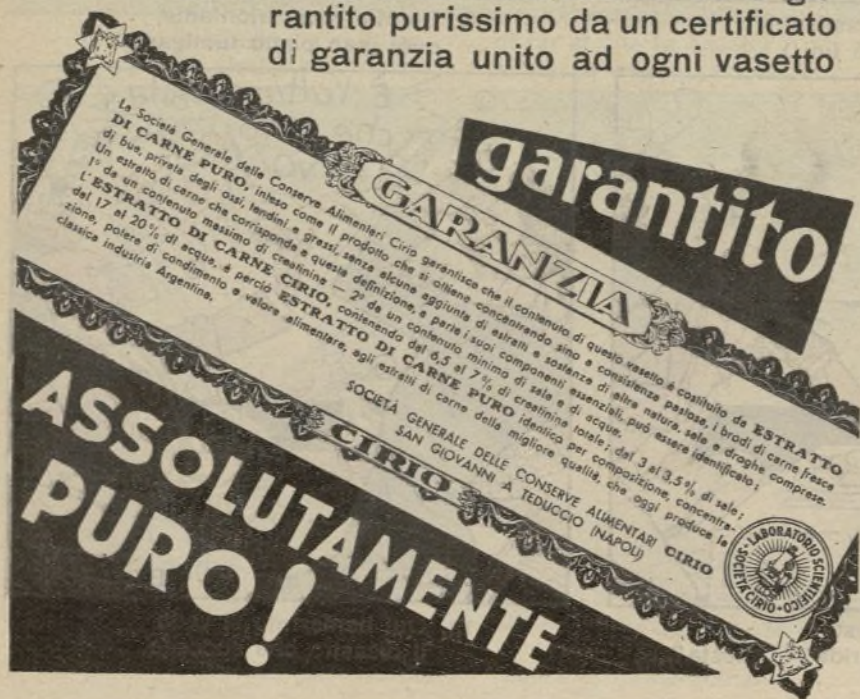 rantito purissimo da un certificato
di garanzia unito ad ogni vasetto
garantito
GARANZIA
La Società Generale delle Conserve Alimentari Cirio garantisce che il contenuto di questo vasetto è costituito da ESTRATTO
DI CARNE PURO, inteso come il prodotto che si ottiene concentrando sino a consistenza pastosa, i brodi di carne fresca
di bue, privata degli ossi, tendini e grassi, senza alcuna aggiunta di estratti e sostanze di altra natura, sale e droghe comprese.
Un estratto di carne che corrisponde a questa definizione, a parte i suoi componenti essenziali, può essere identificato:
1° da un contenuto massimo di creatinina - 2° da un contenuto minimo di sale e di acqua.
L'ESTRATTO DI CARNE CIRIO, contenendo dal 6,5 al 7% di creatinina totale; dal 3 al 3,5% di sale;
dal 17 al 20% di acqua, è perciò ESTRATTO DI CARNE PURO identico per composizione, concentra-
zione, potere di condimento e valore alimentare, agli estratti di carne della migliore qualità, che oggi produce la
classica industria Argentina.
SOCIETÀ GENERALE DELLE CONSERVE ALIMENTARI CIRIO
SAN GIOVANNI A TEDUCCIO (NAPOLI)
CIRIO
LABORATORIO SCIENTIFICO
SOCIETÀ CIRIO
ASSOLUTAMENTE
PURO!